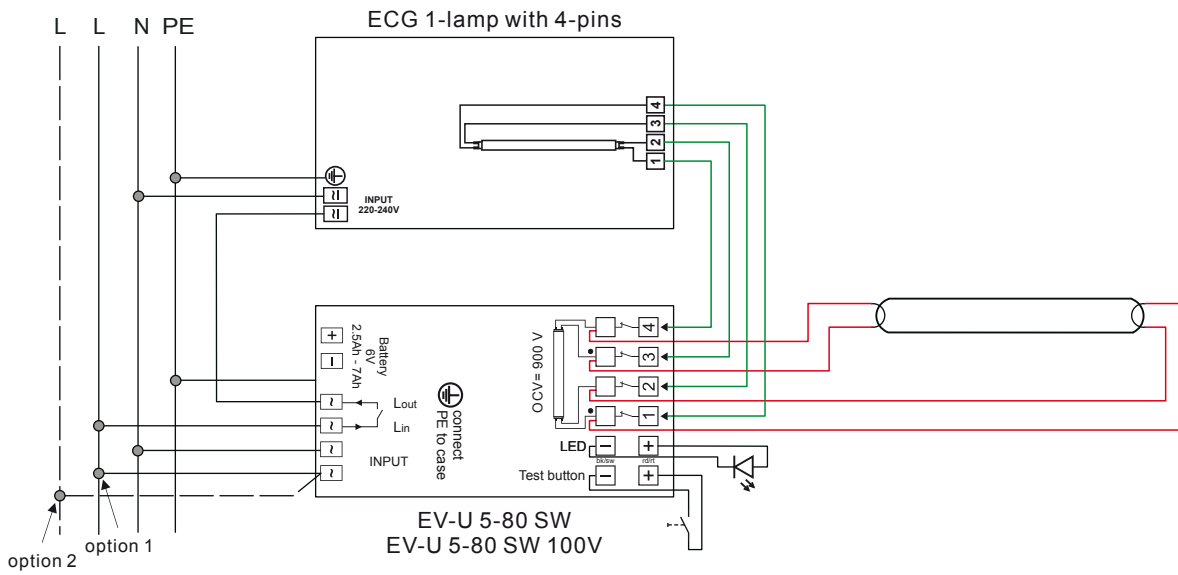 ECG 1-lamp with 4-pins
L L N PE
4
3
2
1
INPUT
220-240V
+
−
Battery
6V
2.5Ah - 7Ah
~ Lout
~ Lin
~
INPUT
~
connect
PE to case
OCV= 900 V
4
3
2
1
LED − +
bk/sw rd/rt
Test button − +
EV-U 5-80 SW
EV-U 5-80 SW 100V
option 1
option 2